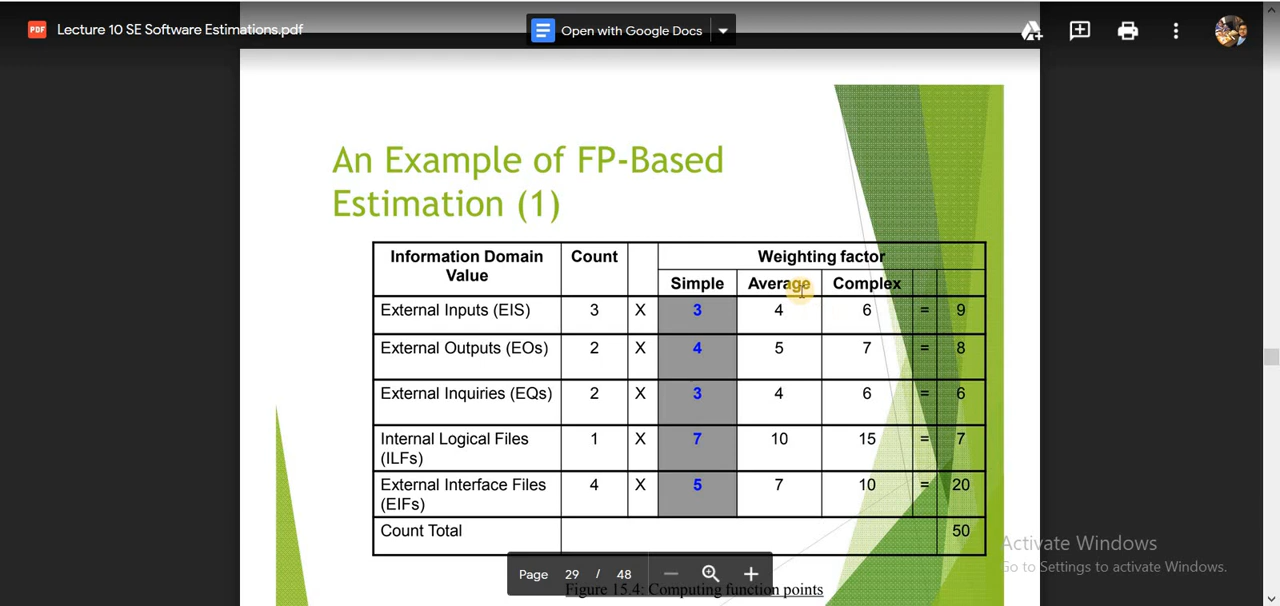 PDF Lecture 10 SE Software Estimations.pdf
Open with Google Docs
An Example of FP-Based
Estimation (1)
Information Domain Value Count Weighting factor
Simple Average Complex
External Inputs (EIS) 3 X 3 4 6 = 9
External Outputs (EOs) 2 X 4 5 7 = 8
External Inquiries (EQs) 2 X 3 4 6 = 6
Internal Logical Files (ILFs) 1 X 7 10 15 = 7
External Interface Files (EIFs) 4 X 5 7 10 = 20
Count Total 50
Figure 15.4: Computing function points
Page 29 / 48
Activate Windows
Go to Settings to activate Windows.